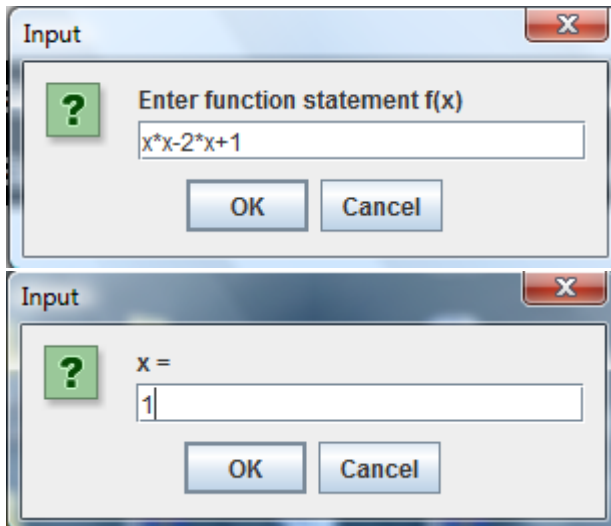 Input
Enter function statement f(x)
x*x-2*x+1
OK Cancel
Input
x =
1
OK Cancel